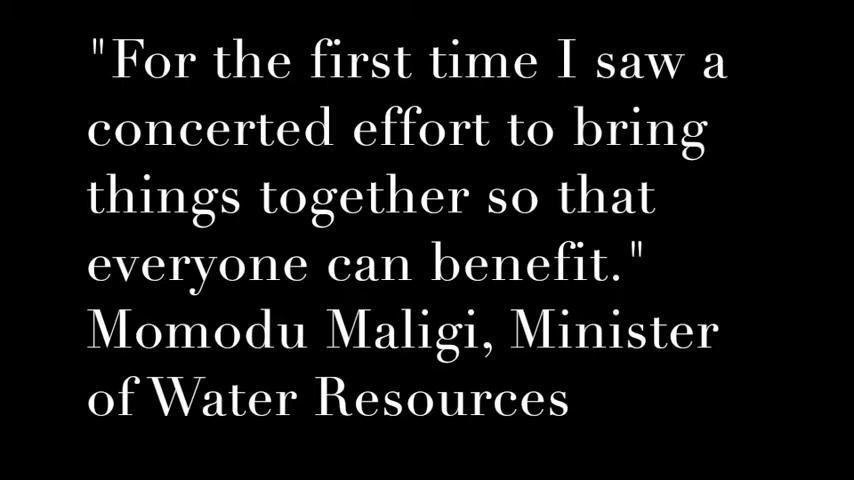 "For the first time I saw a
concerted effort to bring
things together so that
everyone can benefit."
Momodu Maligi, Minister
of Water Resources